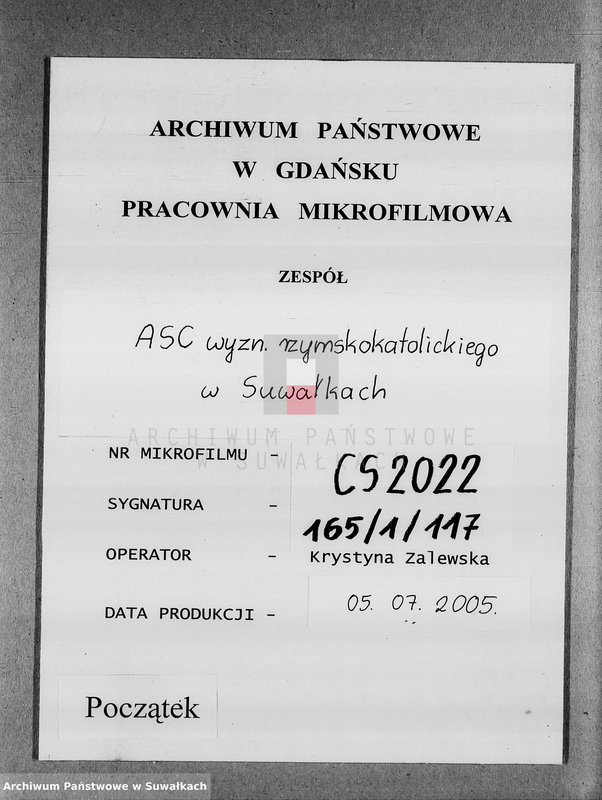 ARCHIWUM PAŃSTWOWE
W GDAŃSKU
PRACOWNIA MIKROFILMOWA
ZESPÓŁ
ASC wyzn. rzymskokatolickiego
w Suwałkach
ARCHIWUM PAŃSTWOWE
W SUWAŁKACH
NR MIKROFILMU - CS2022
SYGNATURA - 165/1/117
OPERATOR - Krystyna Zalewska
DATA PRODUKCJI - 05. 07. 2005.
Początek
Archiwum Państwowe w Suwałkach